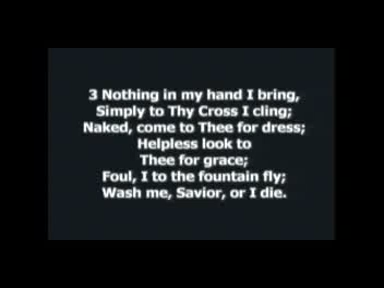 3 Nothing in my hand I bring,
Simply to Thy Cross I cling;
Naked, come to Thee for dress;
Helpless look to
Thee for grace;
Foul, I to the fountain fly;
Wash me, Savior, or I die.